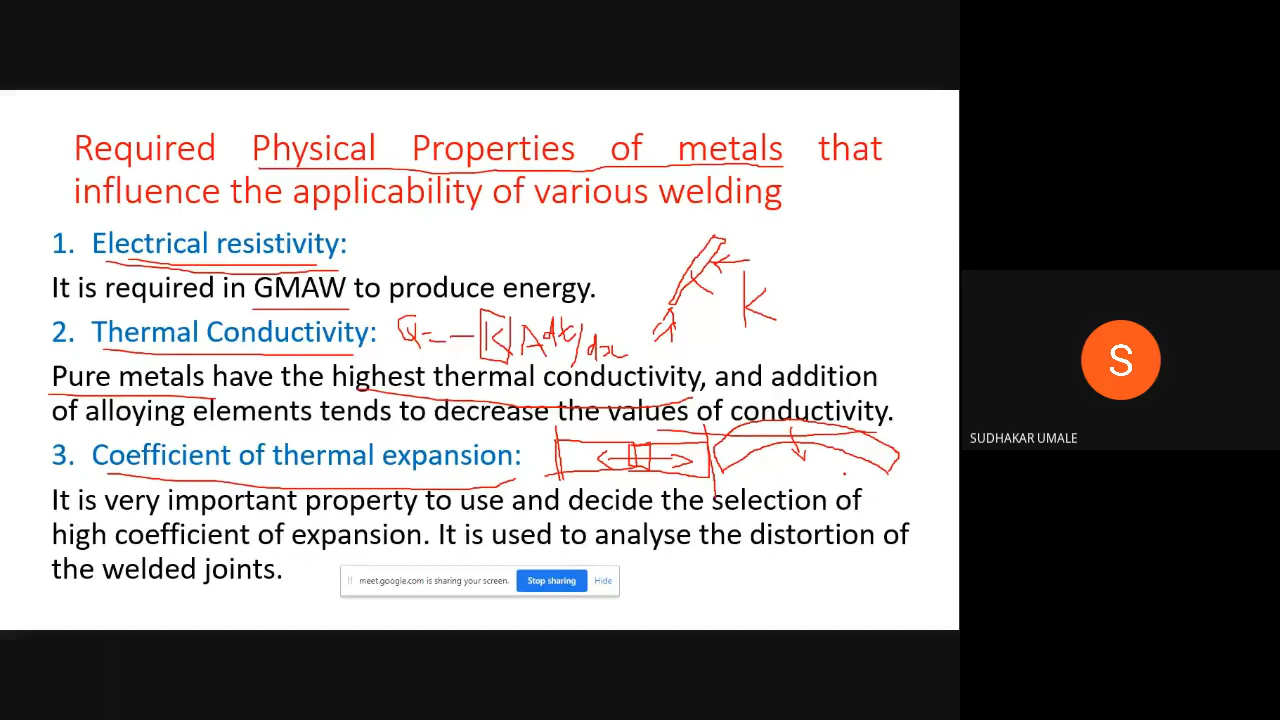 Required Physical Properties of metals that
influence the applicability of various welding
1. Electrical resistivity:
It is required in GMAW to produce energy.
K
2. Thermal Conductivity:
Q = - K A dt/dx
Pure metals have the highest thermal conductivity, and addition
of alloying elements tends to decrease the values of conductivity.
3. Coefficient of thermal expansion:
It is very important property to use and decide the selection of
high coefficient of expansion. It is used to analyse the distortion of
the welded joints.
meet.google.com is sharing your screen. Stop sharing Hide
S
SUDHAKAR UMALE